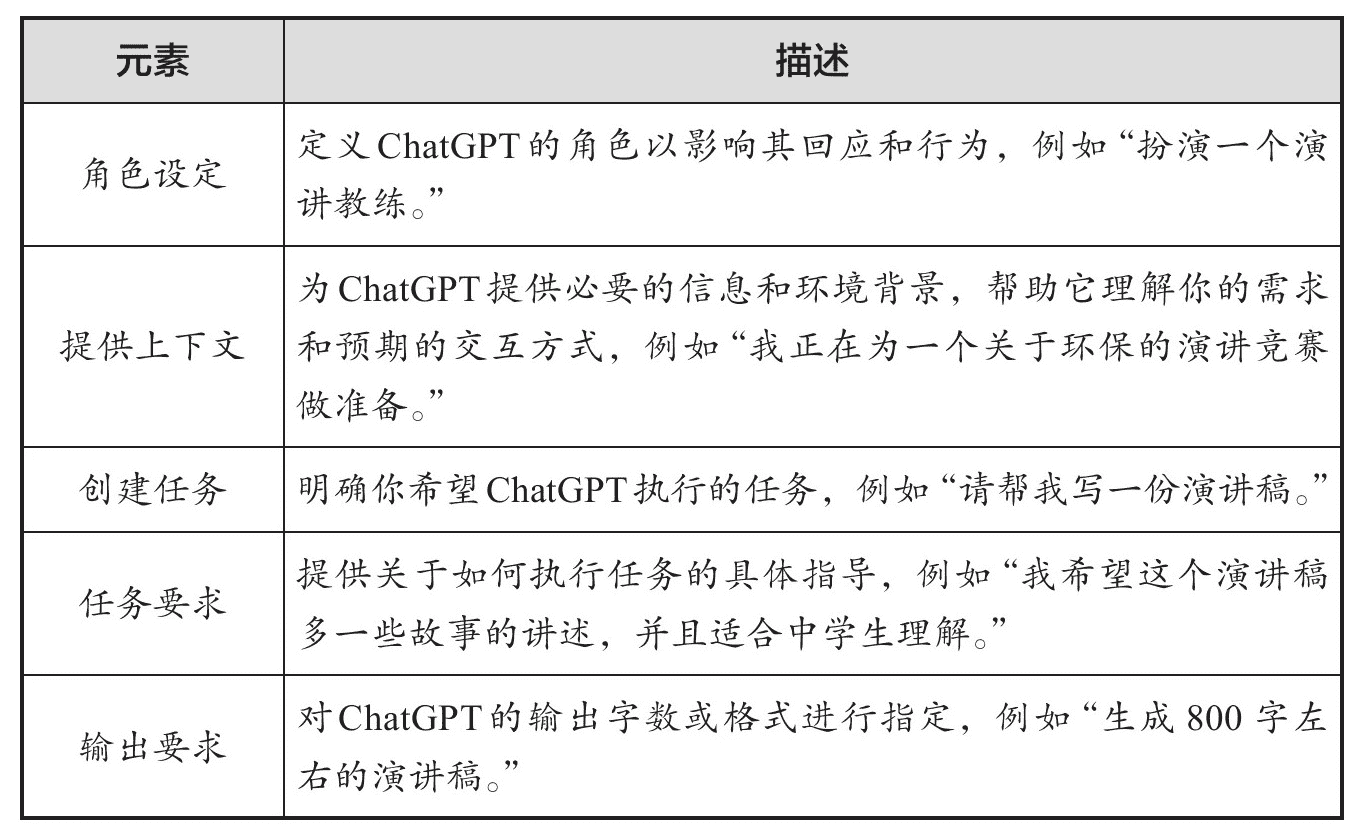 元素
描述
角色设定
定义ChatGPT的角色以影响其回应和行为，例如“扮演一个演
讲教练。”
提供上下文
为ChatGPT提供必要的信息和环境背景，帮助它理解你的需求
和预期的交互方式，例如“我正在为一个关于环保的演讲竞赛
做准备。”
创建任务
明确你希望ChatGPT执行的任务，例如“请帮我写一份演讲稿。”
任务要求
提供关于如何执行任务的具体指导，例如“我希望这个演讲稿
多一些故事的讲述，并且适合中学生理解。”
输出要求
对ChatGPT的输出字数或格式进行指定，例如“生成 800 字左
右的演讲稿。”